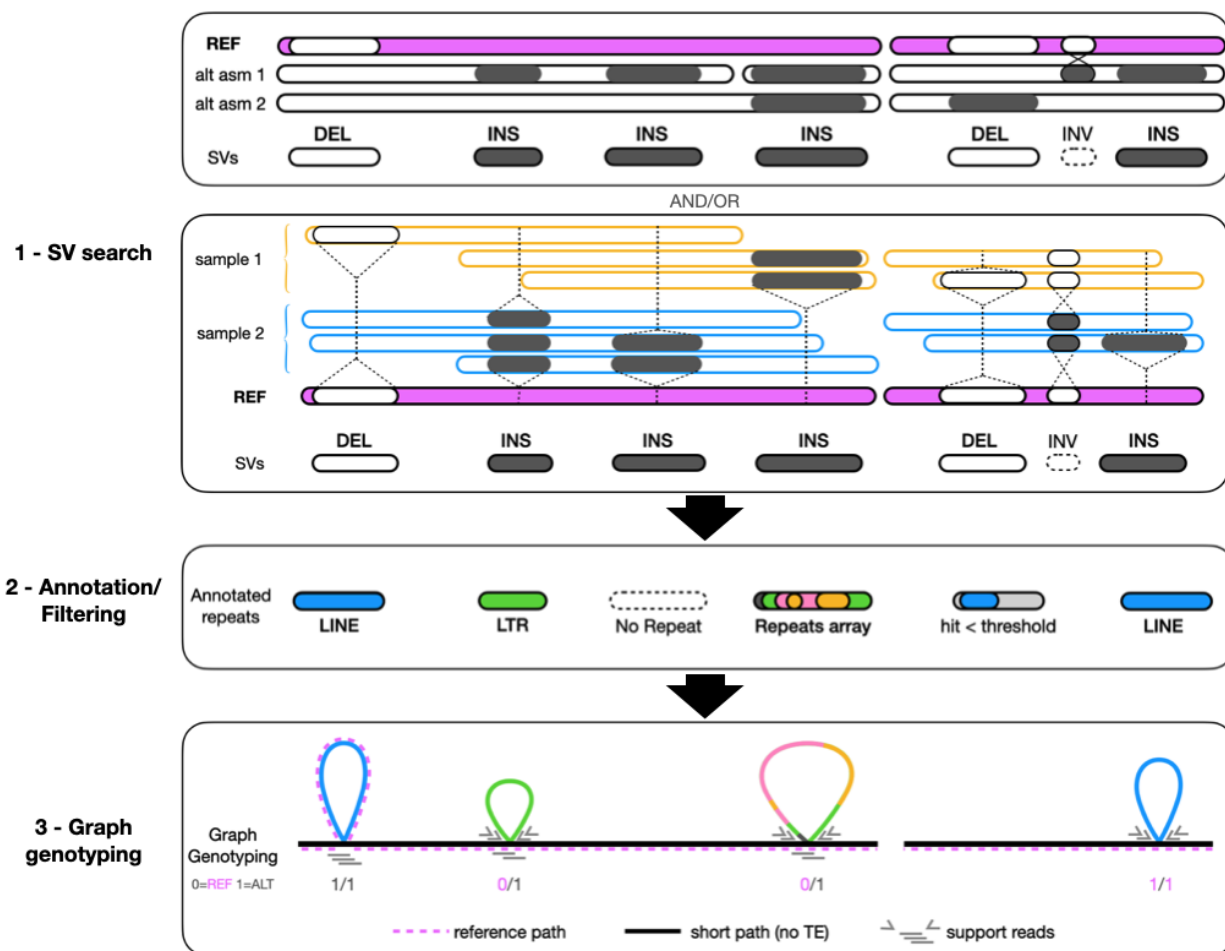 REF
alt asm 1
alt asm 2
DEL INS INS INS DEL INV INS
SVs
AND/OR
1 - SV search
sample 1
sample 2
REF
DEL INS INS INS DEL INV INS
SVs
2 - Annotation/
Filtering
Annotated
repeats
LINE LTR No Repeat Repeats array hit < threshold LINE
3 - Graph
genotyping
Graph
Genotyping
0=REF 1=ALT 1/1 0/1 0/1 1/1
reference path short path (no TE) support reads